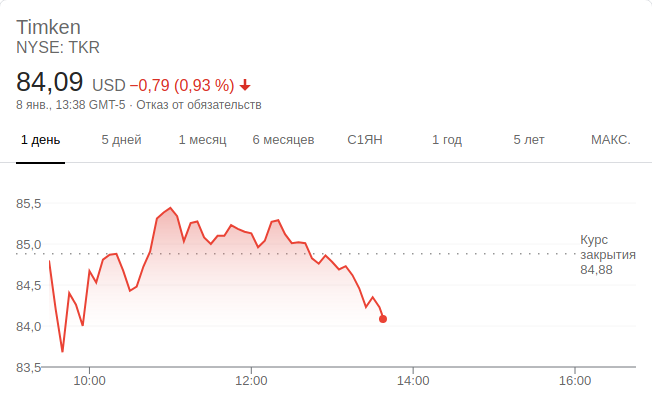 Timken
NYSE: TKR
84,09 USD −0,79 (0,93 %)
8 янв., 13:38 GMT-5 · Отказ от обязательств
1 день 5 дней 1 месяц 6 месяцев С1ЯН 1 год 5 лет МАКС.
85,5
85,0
84,5
84,0
83,5
Курс
закрытия
84,88
10:00 12:00 14:00 16:00